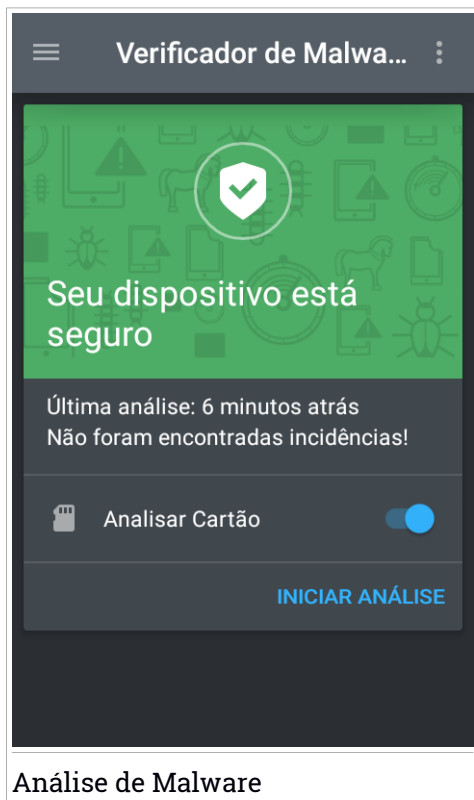 Verificador de Malwa...
Seu dispositivo está
seguro
Última análise: 6 minutos atrás
Não foram encontradas incidências!
Analisar Cartão
INICIAR ANÁLISE
Análise de Malware